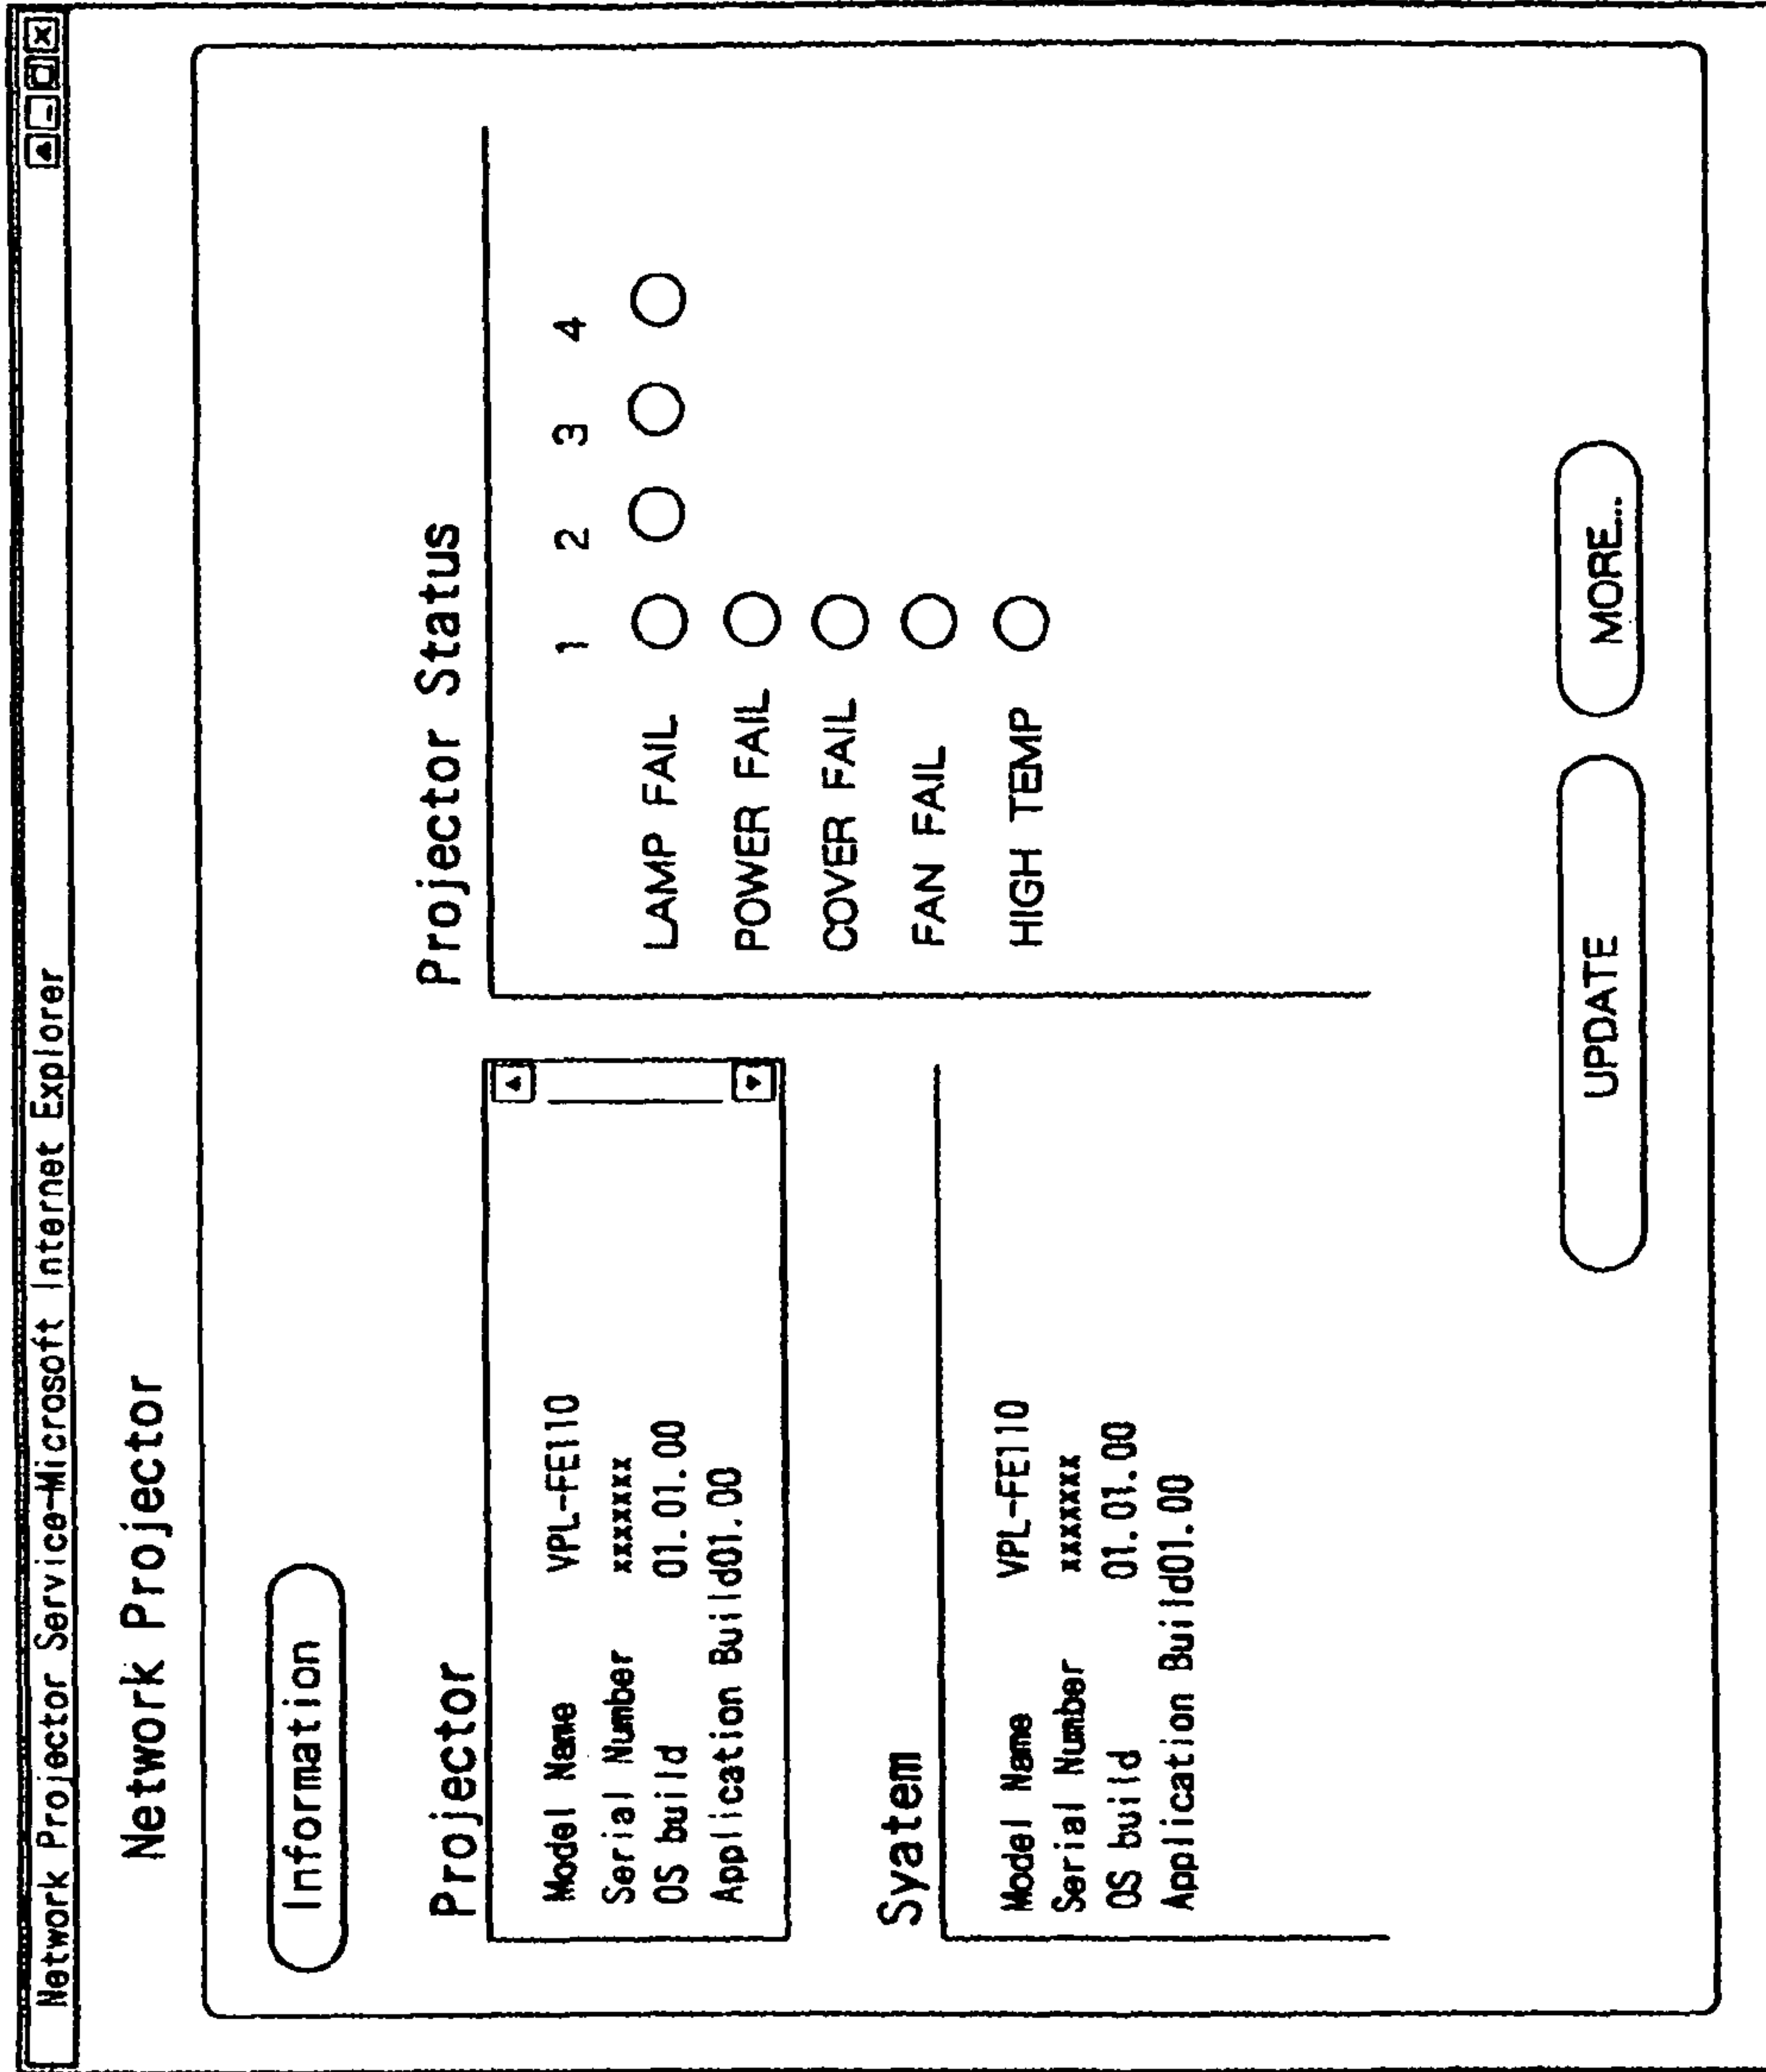 Network Projector Service-Microsoft Internet Explorer
Network Projector
Information
Projector
Model Name VPL-FE110
Serial Number xxxxxxx
OS build 01.01.00
Application Build01.00
Syatem
Model Name VPL-FE110
Serial Number xxxxxxx
OS build 01.01.00
Application Build01.00
Projector Status
1 2 3 4
LAMP FAIL
POWER FAIL
COVER FAIL
FAN FAIL
HIGH TEMP
UPDATE
MORE...